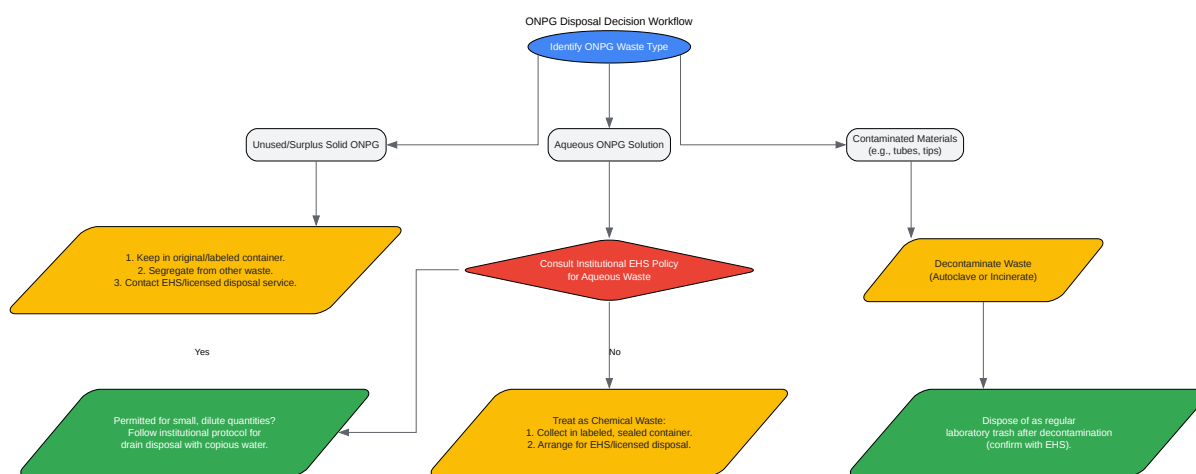 ONPG Disposal Decision Workflow
Identify ONPG Waste Type
Unused/Surplus Solid ONPG
Aqueous ONPG Solution
Contaminated Materials
(e.g., tubes, tips)
1. Keep in original/labeled container.
2. Segregate from other waste.
3. Contact EHS/licensed disposal service.
Consult Institutional EHS Policy
for Aqueous Waste
Decontaminate Waste
(Autoclave or Incinerate)
Yes
No
Permitted for small, dilute quantities?
Follow institutional protocol for
drain disposal with copious water.
Treat as Chemical Waste:
1. Collect in labeled, sealed container.
2. Arrange for EHS/licensed disposal.
Dispose of as regular
laboratory trash after decontamination
(confirm with EHS).